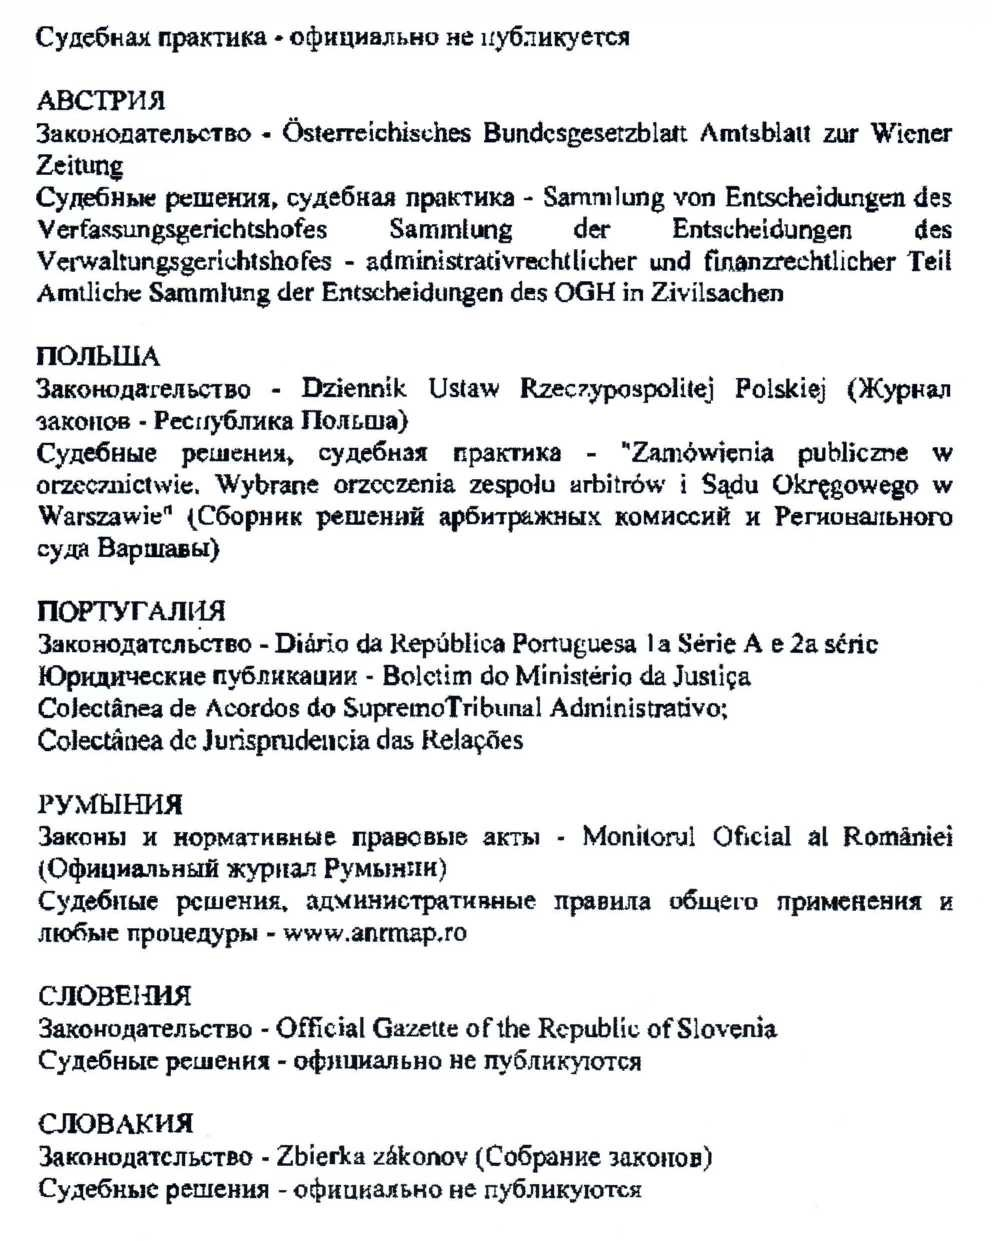 Судебная практика - официально не публикуется
АВСТРИЯ
Законодательство - Österreichisches Bundesgesetzblatt Amtsblatt zur Wiener
Zeitung
Судебные решения, судебная практика - Sammlung von Entscheidungen des
Verfassungsgerichtshofes Sammlung der Entscheidungen des
Verwaltungsgerichtshofes - administrativrechtlicher und finanzrechtlicher Teil
Amtliche Sammlung der Entscheidungen des OGH in Zivilsachen
ПОЛЬША
Законодательство - Dziennik Ustaw Rzeczypospolitej Polskiej (Журнал
законов - Республика Польша)
Судебные решения, судебная практика - "Zamówienia publiczne w
orzecznictwie. Wybrane orzeczenia zespołu arbitrów i Sądu Okręgowego w
Warszawie" (Сборник решений арбитражных комиссий и Регионального
суда Варшавы)
ПОРТУГАЛИЯ
Законодательство - Diário da República Portuguesa 1a Série A e 2a série
Юридические публикации - Boletim do Ministério da Justiça
Colectânea de Acordos do SupremoTribunal Administrativo;
Colectânea de Jurisprudencia das Relações
РУМЫНИЯ
Законы и нормативные правовые акты - Monitorul Oficial al României
(Официальный журнал Румынии)
Судебные решения, административные правила общего применения и
любые процедуры - www.anrmap.ro
СЛОВЕНИЯ
Законодательство - Official Gazette of the Republic of Slovenia
Судебные решения - официально не публикуются
СЛОВАКИЯ
Законодательство - Zbierka zákonov (Собрание законов)
Судебные решения - официально не публикуются